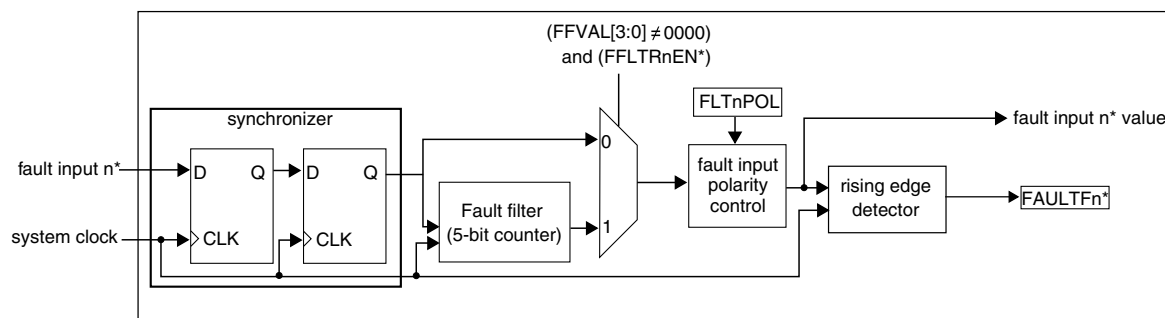 (FFVAL[3:0] ≠ 0000)
and (FFLTRnEN*)
FLTnPOL
synchronizer
fault input n* value
fault input n*
D Q D Q
0
fault input
polarity
control
rising edge
detector
FAULTFn*
Fault filter
(5-bit counter)
1
system clock
CLK CLK